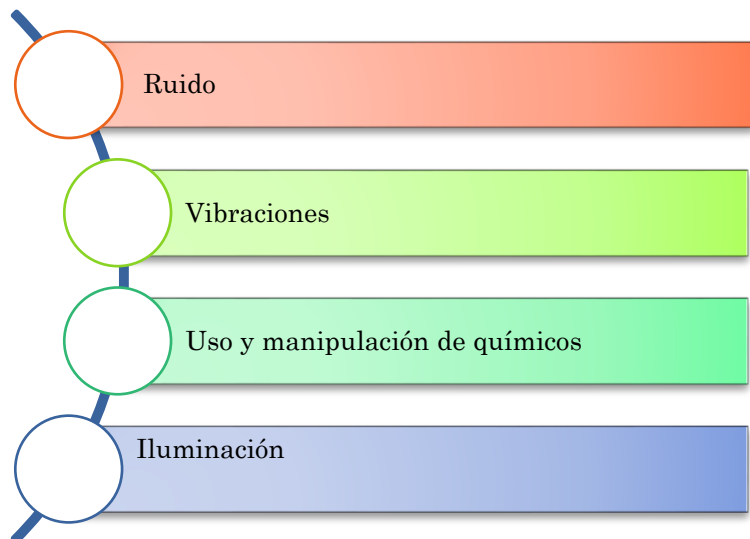 Ruido
Vibraciones
Uso y manipulación de químicos
Iluminación